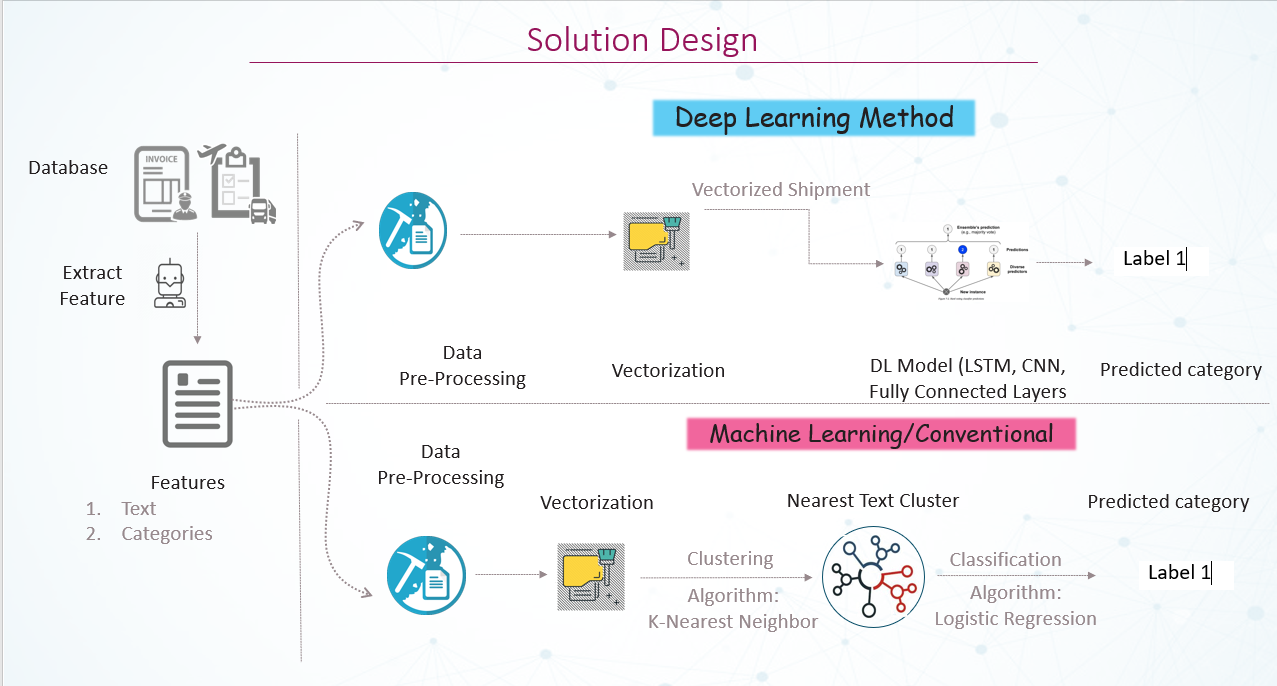 Solution Design
Deep Learning Method
Database
INVOICE
Vectorized Shipment
Ensemble's prediction
(e.g., majority vote)
Predictions
Diverse
predictors
New instance
Label 1
Extract
Feature
Data
Pre-Processing
Vectorization
DL Model (LSTM, CNN,
Fully Connected Layers
Predicted category
Machine Learning/Conventional
Data
Pre-Processing
Vectorization
Nearest Text Cluster
Predicted category
Features
1. Text
2. Categories
Clustering
Algorithm:
K-Nearest Neighbor
Classification
Algorithm:
Logistic Regression
Label 1